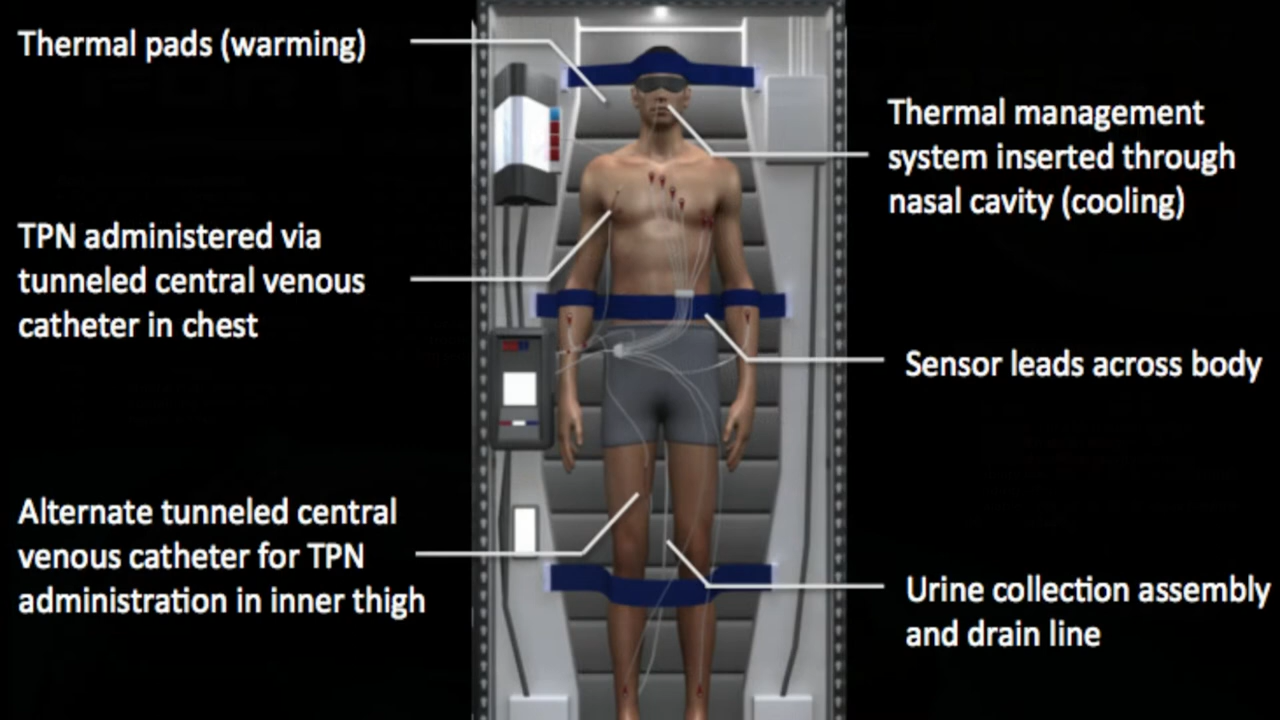 Thermal pads (warming)
TPN administered via
tunneled central venous
catheter in chest
Alternate tunneled central
venous catheter for TPN
administration in inner thigh
Thermal management
system inserted through
nasal cavity (cooling)
Sensor leads across body
Urine collection assembly
and drain line